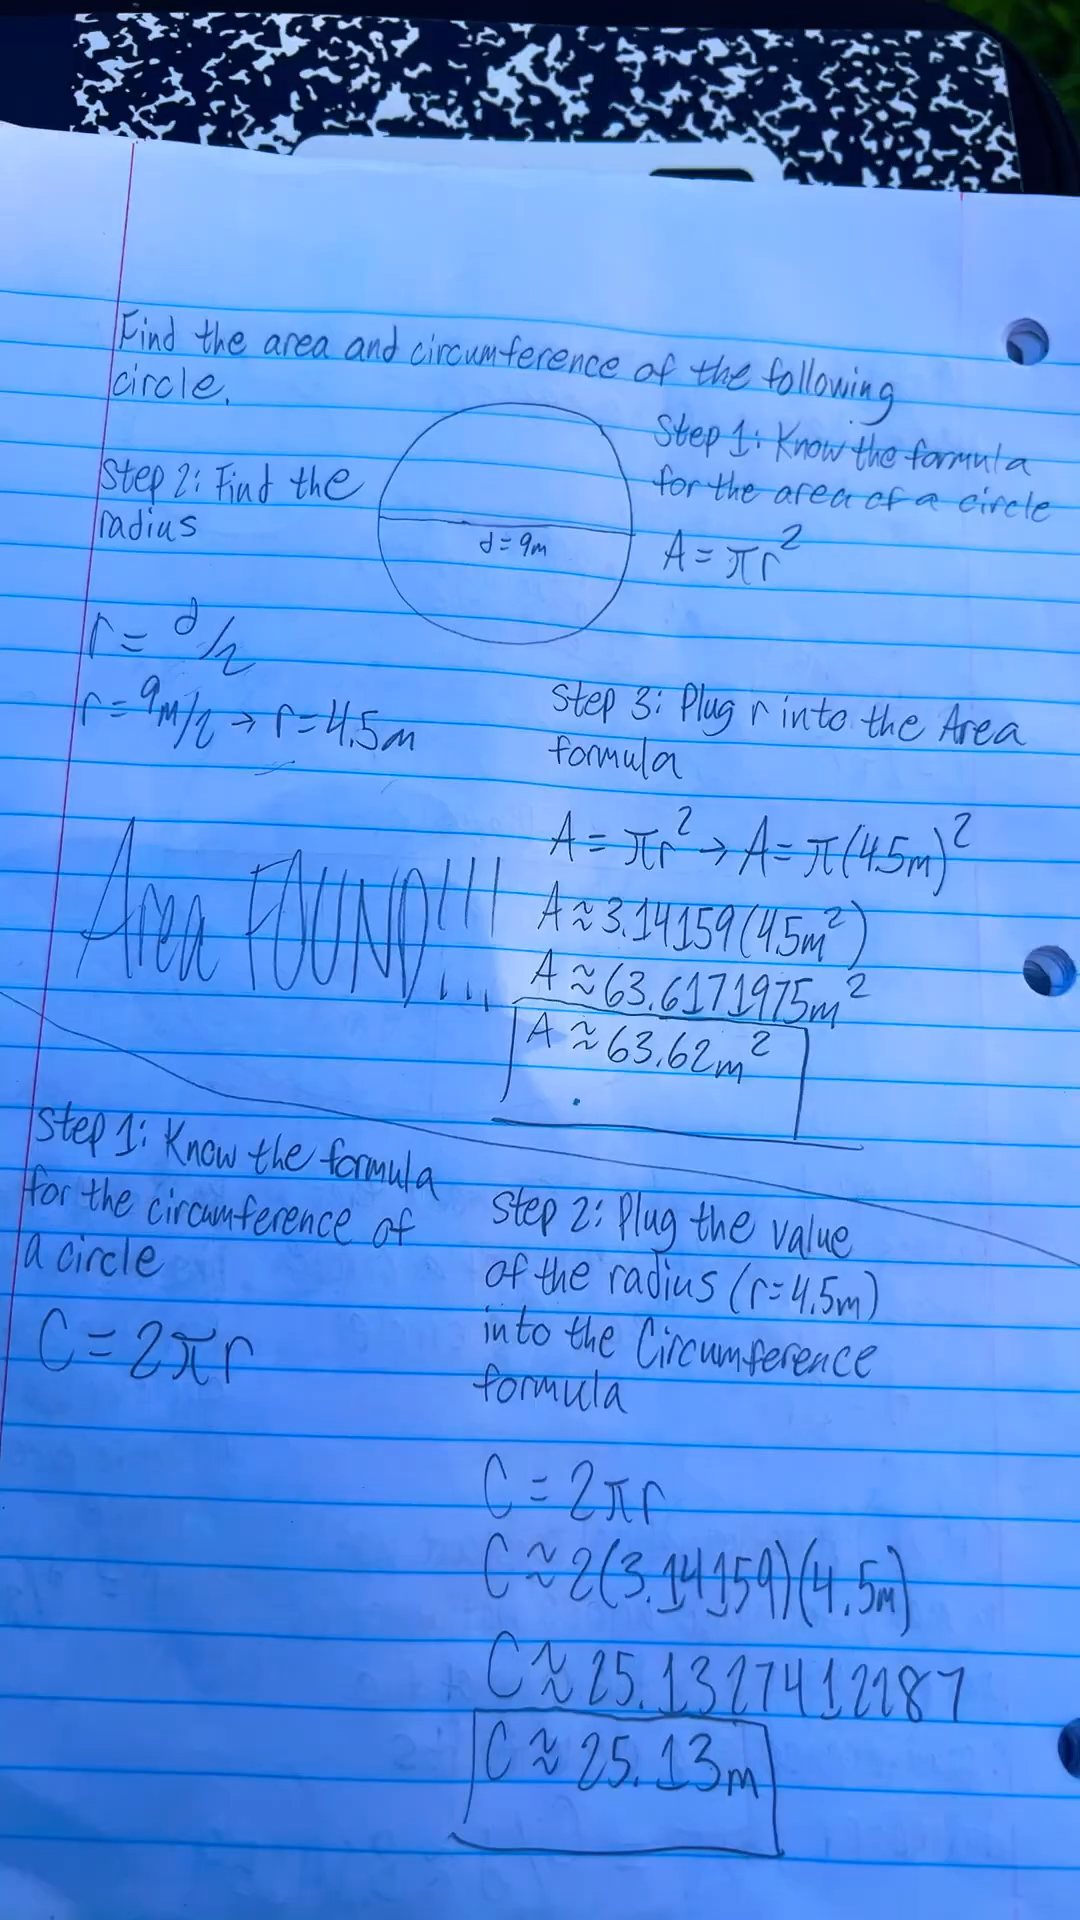 Find the area and circumference of the following
circle.
Step 1: Know the formula
for the area of a circle
A = πr²
d = 9m
Step 2: Find the
radius
r = d/2
r = 9m/2 → r = 4.5m
Step 3: Plug r into the Area
formula
A = πr² → A = π(4.5m)²
A ≈ 3.14159(4.5m²)
A ≈ 63.6171975m²
A ≈ 63.62m²
Area FOUND!!!
Step 1: Know the formula
for the circumference of
a circle
C = 2πr
Step 2: Plug the value
of the radius (r=4.5m)
into the Circumference
formula
C = 2πr
C ≈ 2(3.14159)(4.5m)
C ≈ 25.1327412287
C ≈ 25.13m